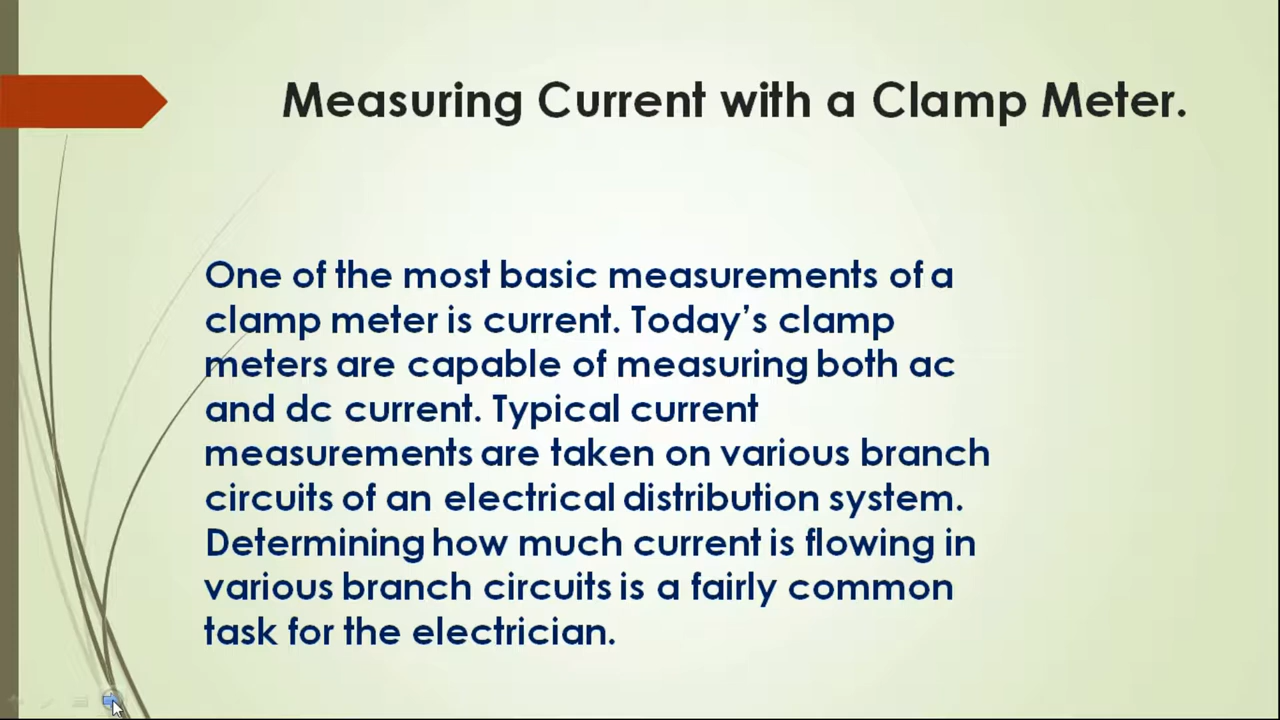 Measuring Current with a Clamp Meter.
One of the most basic measurements of a
clamp meter is current. Today’s clamp
meters are capable of measuring both ac
and dc current. Typical current
measurements are taken on various branch
circuits of an electrical distribution system.
Determining how much current is flowing in
various branch circuits is a fairly common
task for the electrician.